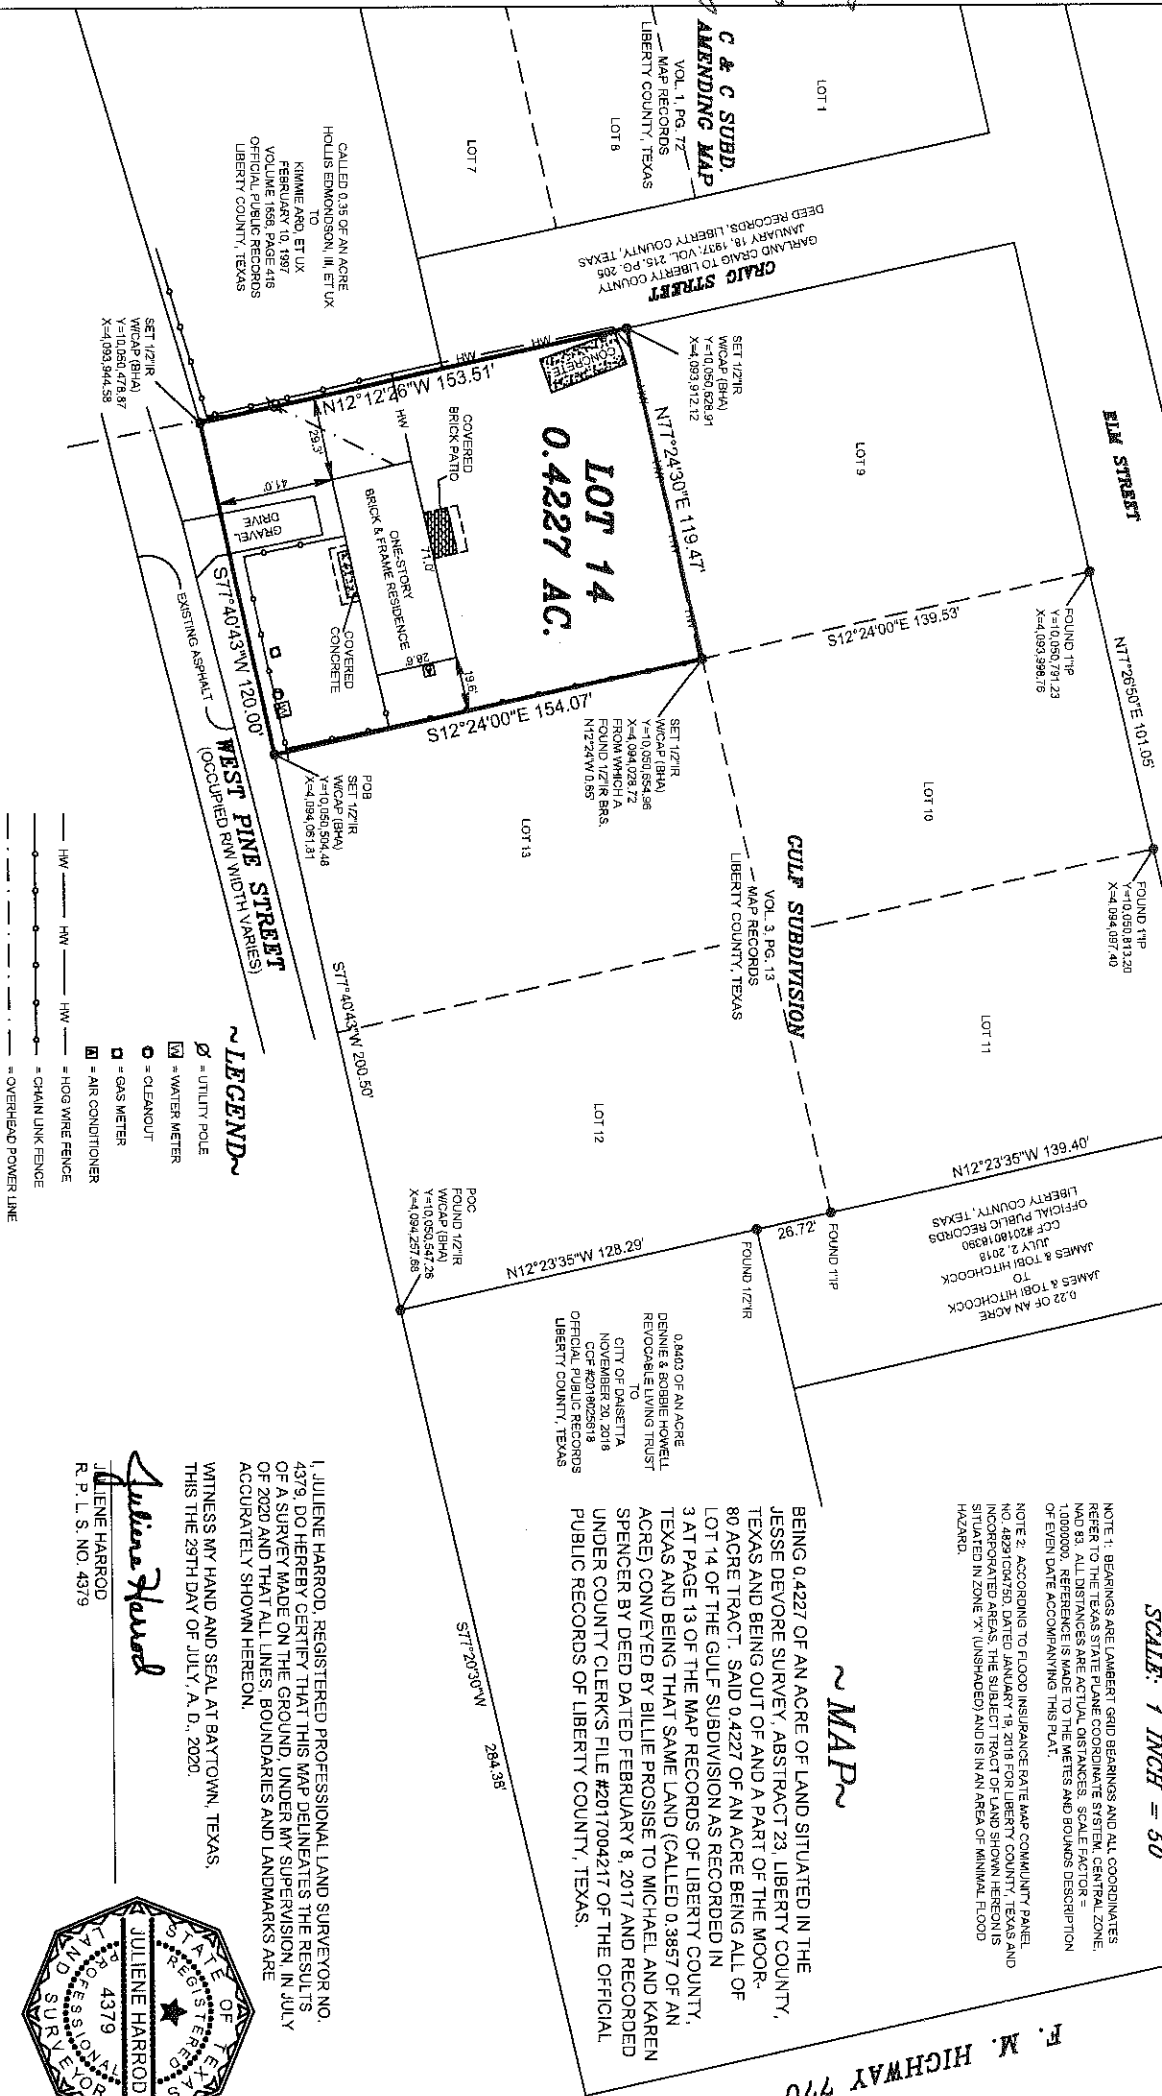 SCALE: 1 INCH = 50
NOTE 1: BEARINGS ARE LAMBERT GRID BEARINGS AND ALL COORDINATES
REFER TO THE TEXAS STATE PLANE COORDINATE SYSTEM, CENTRAL ZONE,
NAD 83. ALL DISTANCES ARE ACTUAL DISTANCES. SCALE FACTOR =
1.0000000. REFERENCE IS MADE TO THE METES AND BOUNDS DESCRIPTION
OF EVEN DATE ACCOMPANYING THIS PLAT.
NOTE 2: ACCORDING TO FLOOD INSURANCE RATE MAP COMMUNITY PANEL
NO. 48291C0475D, DATED JANUARY 19, 2018 FOR LIBERTY COUNTY, TEXAS AND
INCORPORATED AREAS, THE SUBJECT TRACT OF LAND SHOWN HEREON IS
SITUATED IN ZONE "X" (UNSHADED) AND IS IN AN AREA OF MINIMAL FLOOD
HAZARD.
F. M. HIGHWAY 770
~ MAP ~
BEING 0.4227 OF AN ACRE OF LAND SITUATED IN THE
JESSE DEVORE SURVEY, ABSTRACT 23, LIBERTY COUNTY,
TEXAS AND BEING OUT OF AND A PART OF THE MOOR-
80 ACRE TRACT. SAID 0.4227 OF AN ACRE BEING ALL OF
LOT 14 OF THE GULF SUBDIVISION AS RECORDED IN
3 AT PAGE 13 OF THE MAP RECORDS OF LIBERTY COUNTY,
TEXAS AND BEING THAT SAME LAND (CALLED 0.3857 OF AN
ACRE) CONVEYED BY BILLIE PROSISE TO MICHAEL AND KAREN
SPENCER BY DEED DATED FEBRUARY 8, 2017 AND RECORDED
UNDER COUNTY CLERK'S FILE #2017004217 OF THE OFFICIAL
PUBLIC RECORDS OF LIBERTY COUNTY, TEXAS.
ELM STREET
N77°26'50"E 101.05'
FOUND 1"IP
Y=10,050,791.23
X=4,093,998.76
FOUND 1"IP
Y=10,050,813.20
X=4,094,097.40
LOT 1
LOT 8
LOT 7
C & C SUBD.
AMENDING MAP
VOL. 1, PG. 72
MAP RECORDS
LIBERTY COUNTY, TEXAS
CRAIG STREET
GARLAND CRAIG TO LIBERTY COUNTY
JANUARY 18, 1937; VOL. 215, PG. 205
DEED RECORDS, LIBERTY COUNTY, TEXAS
CALLED 0.35 OF AN ACRE
HOLLIS EDMONDSON, III, ET UX
TO
KIMMIE ARD, ET UX
FEBRUARY 10, 1997
VOLUME 1656, PAGE 416
OFFICIAL PUBLIC RECORDS
LIBERTY COUNTY, TEXAS
LOT 9
LOT 10
LOT 11
S12°24'00"E 139.53'
N12°23'35"W 139.40'
0.22 OF AN ACRE
JAMES & TOBI HITCHCOCK
TO
JAMES & TOBI HITCHCOCK
JULY 2, 2018
CCF #2018018390
OFFICIAL PUBLIC RECORDS
LIBERTY COUNTY, TEXAS
SET 1/2"IR
W/CAP (BHA)
Y=10,050,628.91
X=4,093,912.12
N77°24'30"E 119.47'
HW
HW
HW
GULF SUBDIVISION
VOL. 3, PG. 13
MAP RECORDS
LIBERTY COUNTY, TEXAS
SET 1/2"IR
W/CAP (BHA)
Y=10,050,654.96
X=4,094,028.72
FROM WHICH A
FOUND 1/2"IR BRS.
N12°24'W 0.65'
LOT 14
0.4227 AC.
CONCRETE
HW
HW
HW
N12°12'26"W 153.51'
COVERED
BRICK PATIO
71.0'
ONE-STORY
BRICK & FRAME RESIDENCE
29.3'
41.0'
19.6'
28.6'
COVERED
CONCRETE
GRAVEL
DRIVE
S12°24'00"E 154.07'
S77°40'43"W 120.00'
EXISTING ASPHALT
SET 1/2"IR
W/CAP (BHA)
Y=10,050,478.87
X=4,093,944.58
POB
SET 1/2"IR
W/CAP (BHA)
Y=10,050,504.48
X=4,094,061.81
WEST PINE STREET
(OCCUPIED R/W WIDTH VARIES)
LOT 13
LOT 12
S77°40'43"W 200.50'
FOUND 1"IP
26.72'
FOUND 1/2"IR
N12°23'35"W 128.29'
POC
FOUND 1/2"IR
W/CAP (BHA)
Y=10,050,547.26
X=4,094,257.68
0.8403 OF AN ACRE
DENNIE & BOBBIE HOWELL
REVOCABLE LIVING TRUST
TO
CITY OF DAISETTA
NOVEMBER 20, 2018
OFFICIAL PUBLIC RECORDS
LIBERTY COUNTY, TEXAS
S77°20'30"W 284.38'
~ LEGEND ~
= UTILITY POLE
W = WATER METER
C = CLEANOUT
= GAS METER
A = AIR CONDITIONER
HW HW HW = HOG WIRE FENCE
= CHAIN LINK FENCE
= OVERHEAD POWER LINE
I, JULIENE HARROD, REGISTERED PROFESSIONAL LAND SURVEYOR NO.
4379, DO HEREBY CERTIFY THAT THIS MAP DELINEATES THE RESULTS
OF A SURVEY MADE ON THE GROUND, UNDER MY SUPERVISION, IN JULY
OF 2020 AND THAT ALL LINES, BOUNDARIES AND LANDMARKS ARE
ACCURATELY SHOWN HEREON.
WITNESS MY HAND AND SEAL AT BAYTOWN, TEXAS,
THIS THE 29TH DAY OF JULY, A. D., 2020.
Juliene Harrod
JULIENE HARROD
R. P. L. S. NO. 4379
STATE OF TEXAS
REGISTERED
JULIENE HARROD
4379
PROFESSIONAL
LAND SURVEYOR